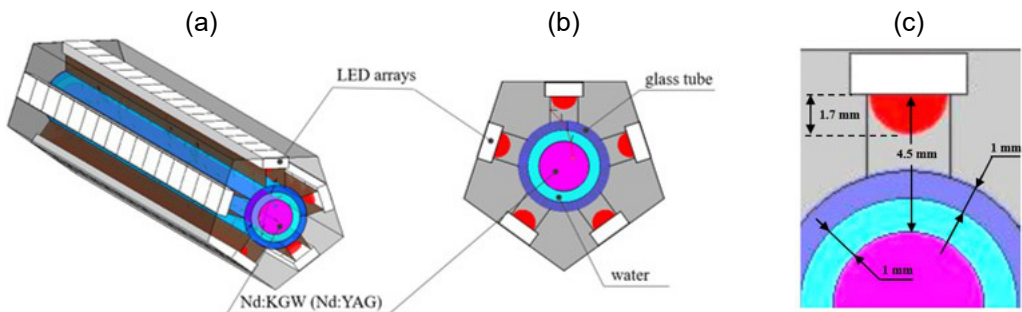 (a)
(b)
(c)
LED arrays
glass tube
1.7 mm
4.5 mm
1 mm
1 mm
water
Nd:KGW (Nd:YAG)